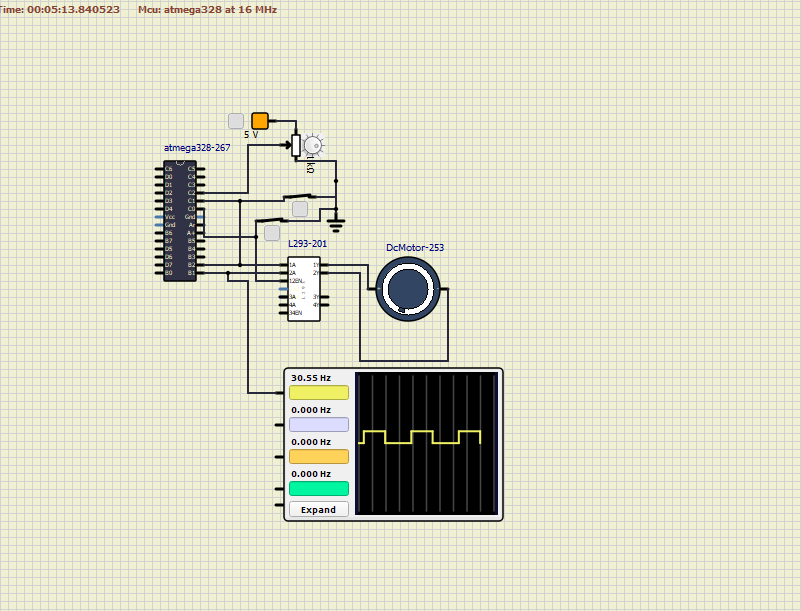 Time: 00:05:13.840523 Mcu: atmega328 at 16 MHz
5 V
1kΩ
atmega328-267
C6 C5
D0 C4
D1 C3
D2 C2
D3 C1
D4 C0
Vcc Gnd
Gnd Ar
B6 A+
B7 B5
D5 B4
D6 B3
D7 B2
B0 B1
L293-201
1A 1Y
2A 2Y
12EN
3A 3Y
4A 4Y
34EN
DcMotor-253
30.55 Hz
0.000 Hz
0.000 Hz
0.000 Hz
Expand